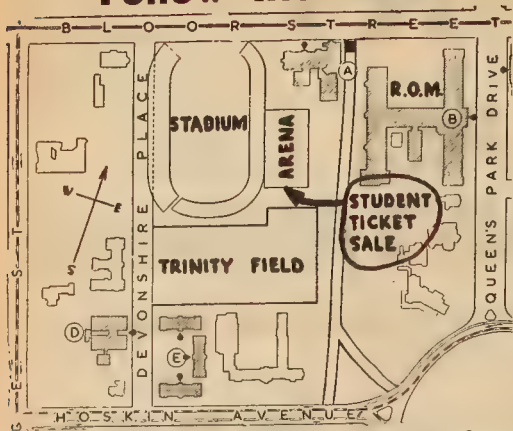 BLOOR STREET
A
R.O.M.
B
STADIUM
ARENA
DEVONSHIRE PLACE
QUEEN'S PARK DRIVE
W
E
S
STUDENT
TICKET
SALE
TRINITY FIELD
D
E
HOSKIN AVENUE